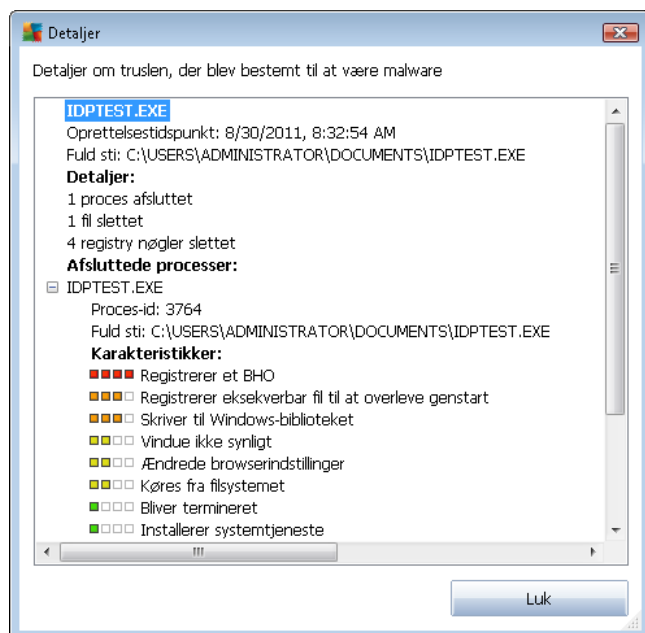 Detaljer
Detaljer om truslen, der blev bestemt til at være malware
IDPTEST.EXE
Oprettelsestidspunkt: 8/30/2011, 8:32:54 AM
Fuld sti: C:\USERS\ADMINISTRATOR\DOCUMENTS\IDPTEST.EXE
Detaljer:
1 proces afsluttet
1 fil slettet
4 registry nøgler slettet
Afsluttede processer:
IDPTEST.EXE
Proces-id: 3764
Fuld sti: C:\USERS\ADMINISTRATOR\DOCUMENTS\IDPTEST.EXE
Karakteristikker:
Registrerer et BHO
Registrerer eksekverbar fil til at overleve genstart
Skriver til Windows-biblioteket
Vindue ikke synligt
Ændrede browserindstillinger
Køres fra filsystemet
Bliver termineret
Installerer systemtjeneste
Luk